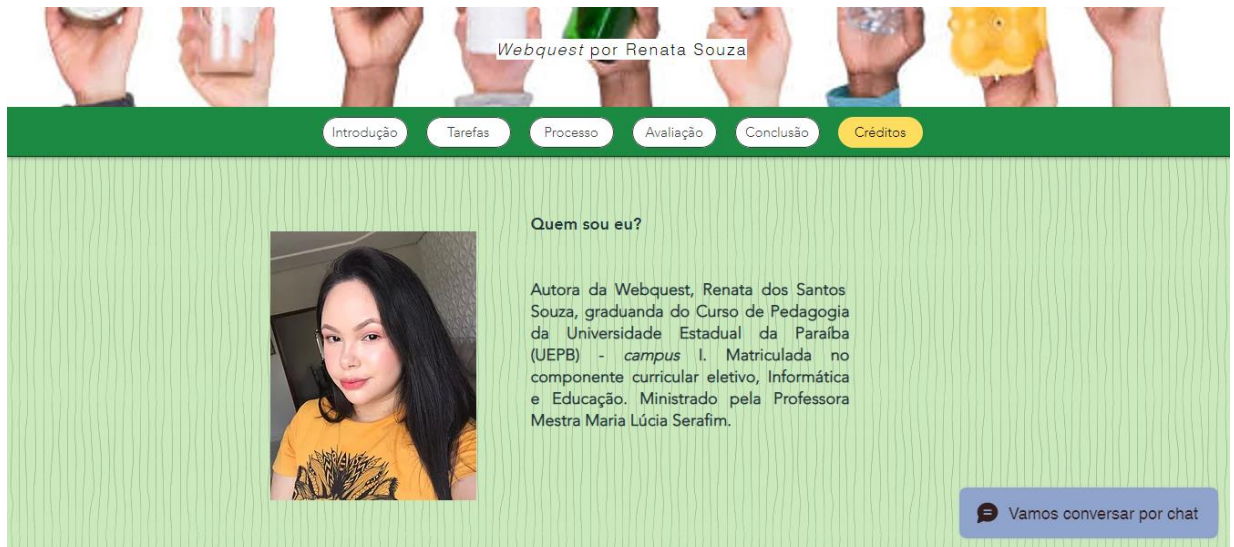 Webquest por Renata Souza
Introdução
Tarefas
Processo
Avaliação
Conclusão
Créditos
Quem sou eu?
Autora da Webquest, Renata dos Santos
Souza, graduanda do Curso de Pedagogia
da Universidade Estadual da Paraíba
(UEPB) - campus I. Matriculada no
componente curricular eletivo, Informática
e Educação. Ministrado pela Professora
Mestra Maria Lúcia Serafim.
Vamos conversar por chat